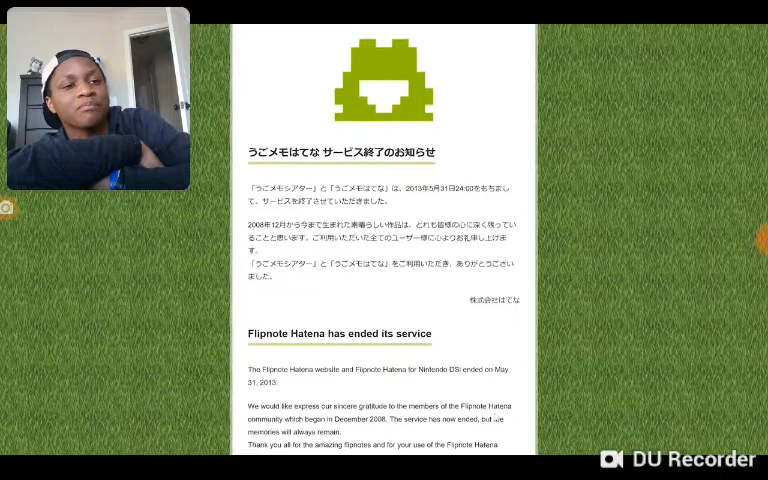 うごメモはてな サービス終了のお知らせ
「うごメモシアター」と「うごメモはてな」は、2013年5月31日24:00をもちまし
て、サービスを終了させていただきました。
2008年12月から今まで生まれた素晴らしい作品は、どれも皆様の心に深く残ってい
ることと思います。ご利用いただいた全てのユーザー様に心よりお礼申し上げま
す。
「うごメモシアター」と「うごメモはてな」をご利用いただき、ありがとうござい
ました。
株式会社はてな
Flipnote Hatena has ended its service
The Flipnote Hatena website and Flipnote Hatena for Nintendo DSi ended on May
31, 2013.
We would like express our sincere gratitude to the members of the Flipnote Hatena
community which began in December 2008. The service has now ended, but the
memories will always remain.
Thank you all for the amazing flipnotes and for your use of the Flipnote Hatena
DU Recorder